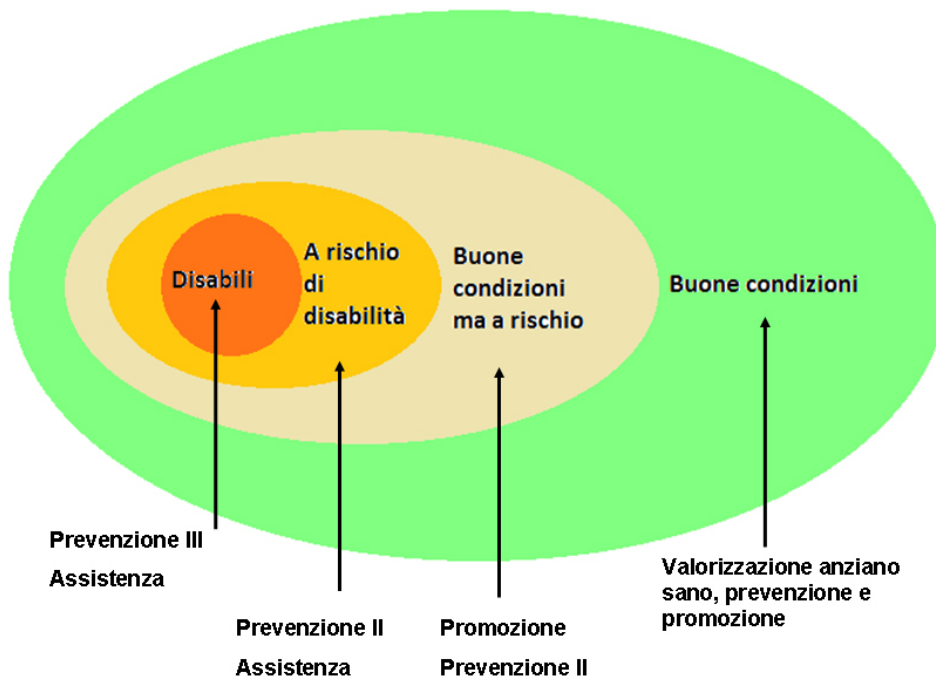 Disabili
A rischio
di
disabilità
Buone
condizioni
ma a rischio
Buone condizioni
Prevenzione III
Assistenza
Prevenzione II
Assistenza
Promozione
Prevenzione II
Valorizzazione anziano
sano, prevenzione e
promozione